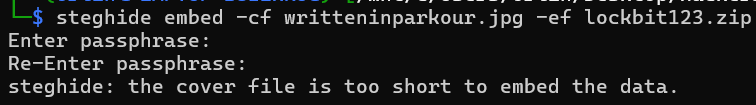 $ steghide embed -cf writteninparkour.jpg -ef lockbit123.zip
Enter passphrase:
Re-Enter passphrase:
steghide: the cover file is too short to embed the data.